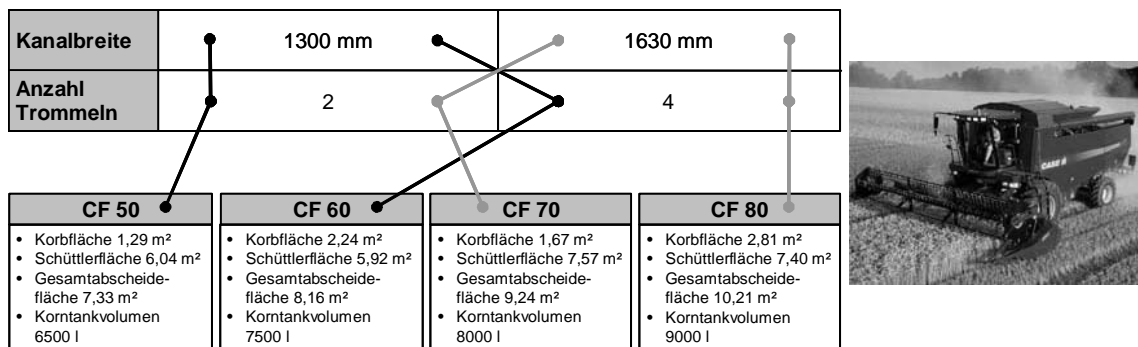 Kanalbreite 1300 mm 1630 mm
Anzahl
Trommeln 2 4
CF 50
• Korbfläche 1,29 m²
• Schüttlerfläche 6,04 m²
• Gesamtabscheide-
fläche 7,33 m²
• Korntankvolumen
6500 l
CF 60
• Korbfläche 2,24 m²
• Schüttlerfläche 5,92 m²
• Gesamtabscheide-
fläche 8,16 m²
• Korntankvolumen
7500 l
CF 70
• Korbfläche 1,67 m²
• Schüttlerfläche 7,57 m²
• Gesamtabscheide-
fläche 9,24 m²
• Korntankvolumen
8000 l
CF 80
• Korbfläche 2,81 m²
• Schüttlerfläche 7,40 m²
• Gesamtabscheide-
fläche 10,21 m²
• Korntankvolumen
9000 l
CASE IH